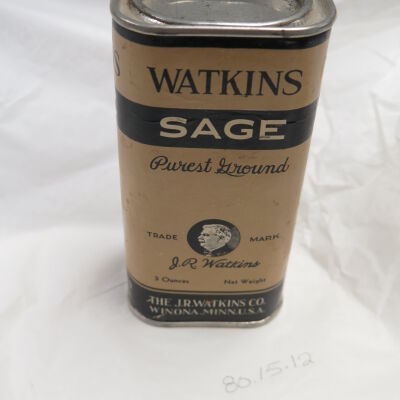 WATKINS
SAGE
Purest Ground
TRADE MARK
J.R. Watkins
3 Ounces Net Weight
THE J.R.WATKINS CO.
WINONA, MINN.U.S.A.
80.15.12